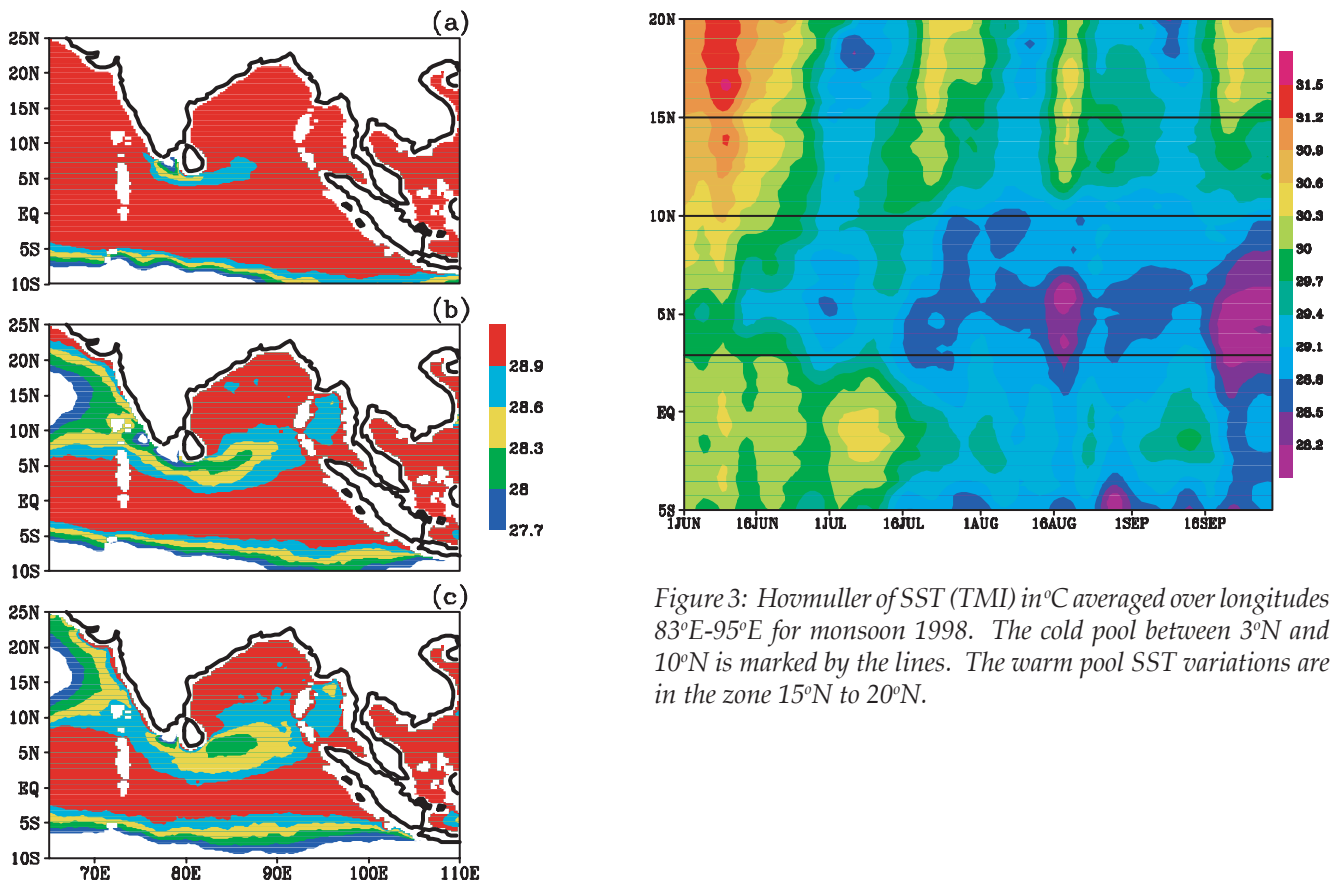 (a)
25N
20N
15N
10N
5N
EQ
5S
10S
(b)
25N
20N
15N
10N
5N
EQ
5S
10S
28.9
28.6
28.3
28
27.7
(c)
25N
20N
15N
10N
5N
EQ
5S
10S
70E 80E 90E 100E 110E
20N
15N
10N
5N
EQ
5S
1JUN 16JUN 1JUL 16JUL 1AUG 16AUG 1SEP 16SEP
31.5
31.2
30.9
30.6
30.3
30
29.7
29.4
29.1
28.8
28.5
28.2
Figure 3: Hovmuller of SST (TMI) in°C averaged over longitudes
83°E-95°E for monsoon 1998. The cold pool between 3°N and
10°N is marked by the lines. The warm pool SST variations are
in the zone 15°N to 20°N.